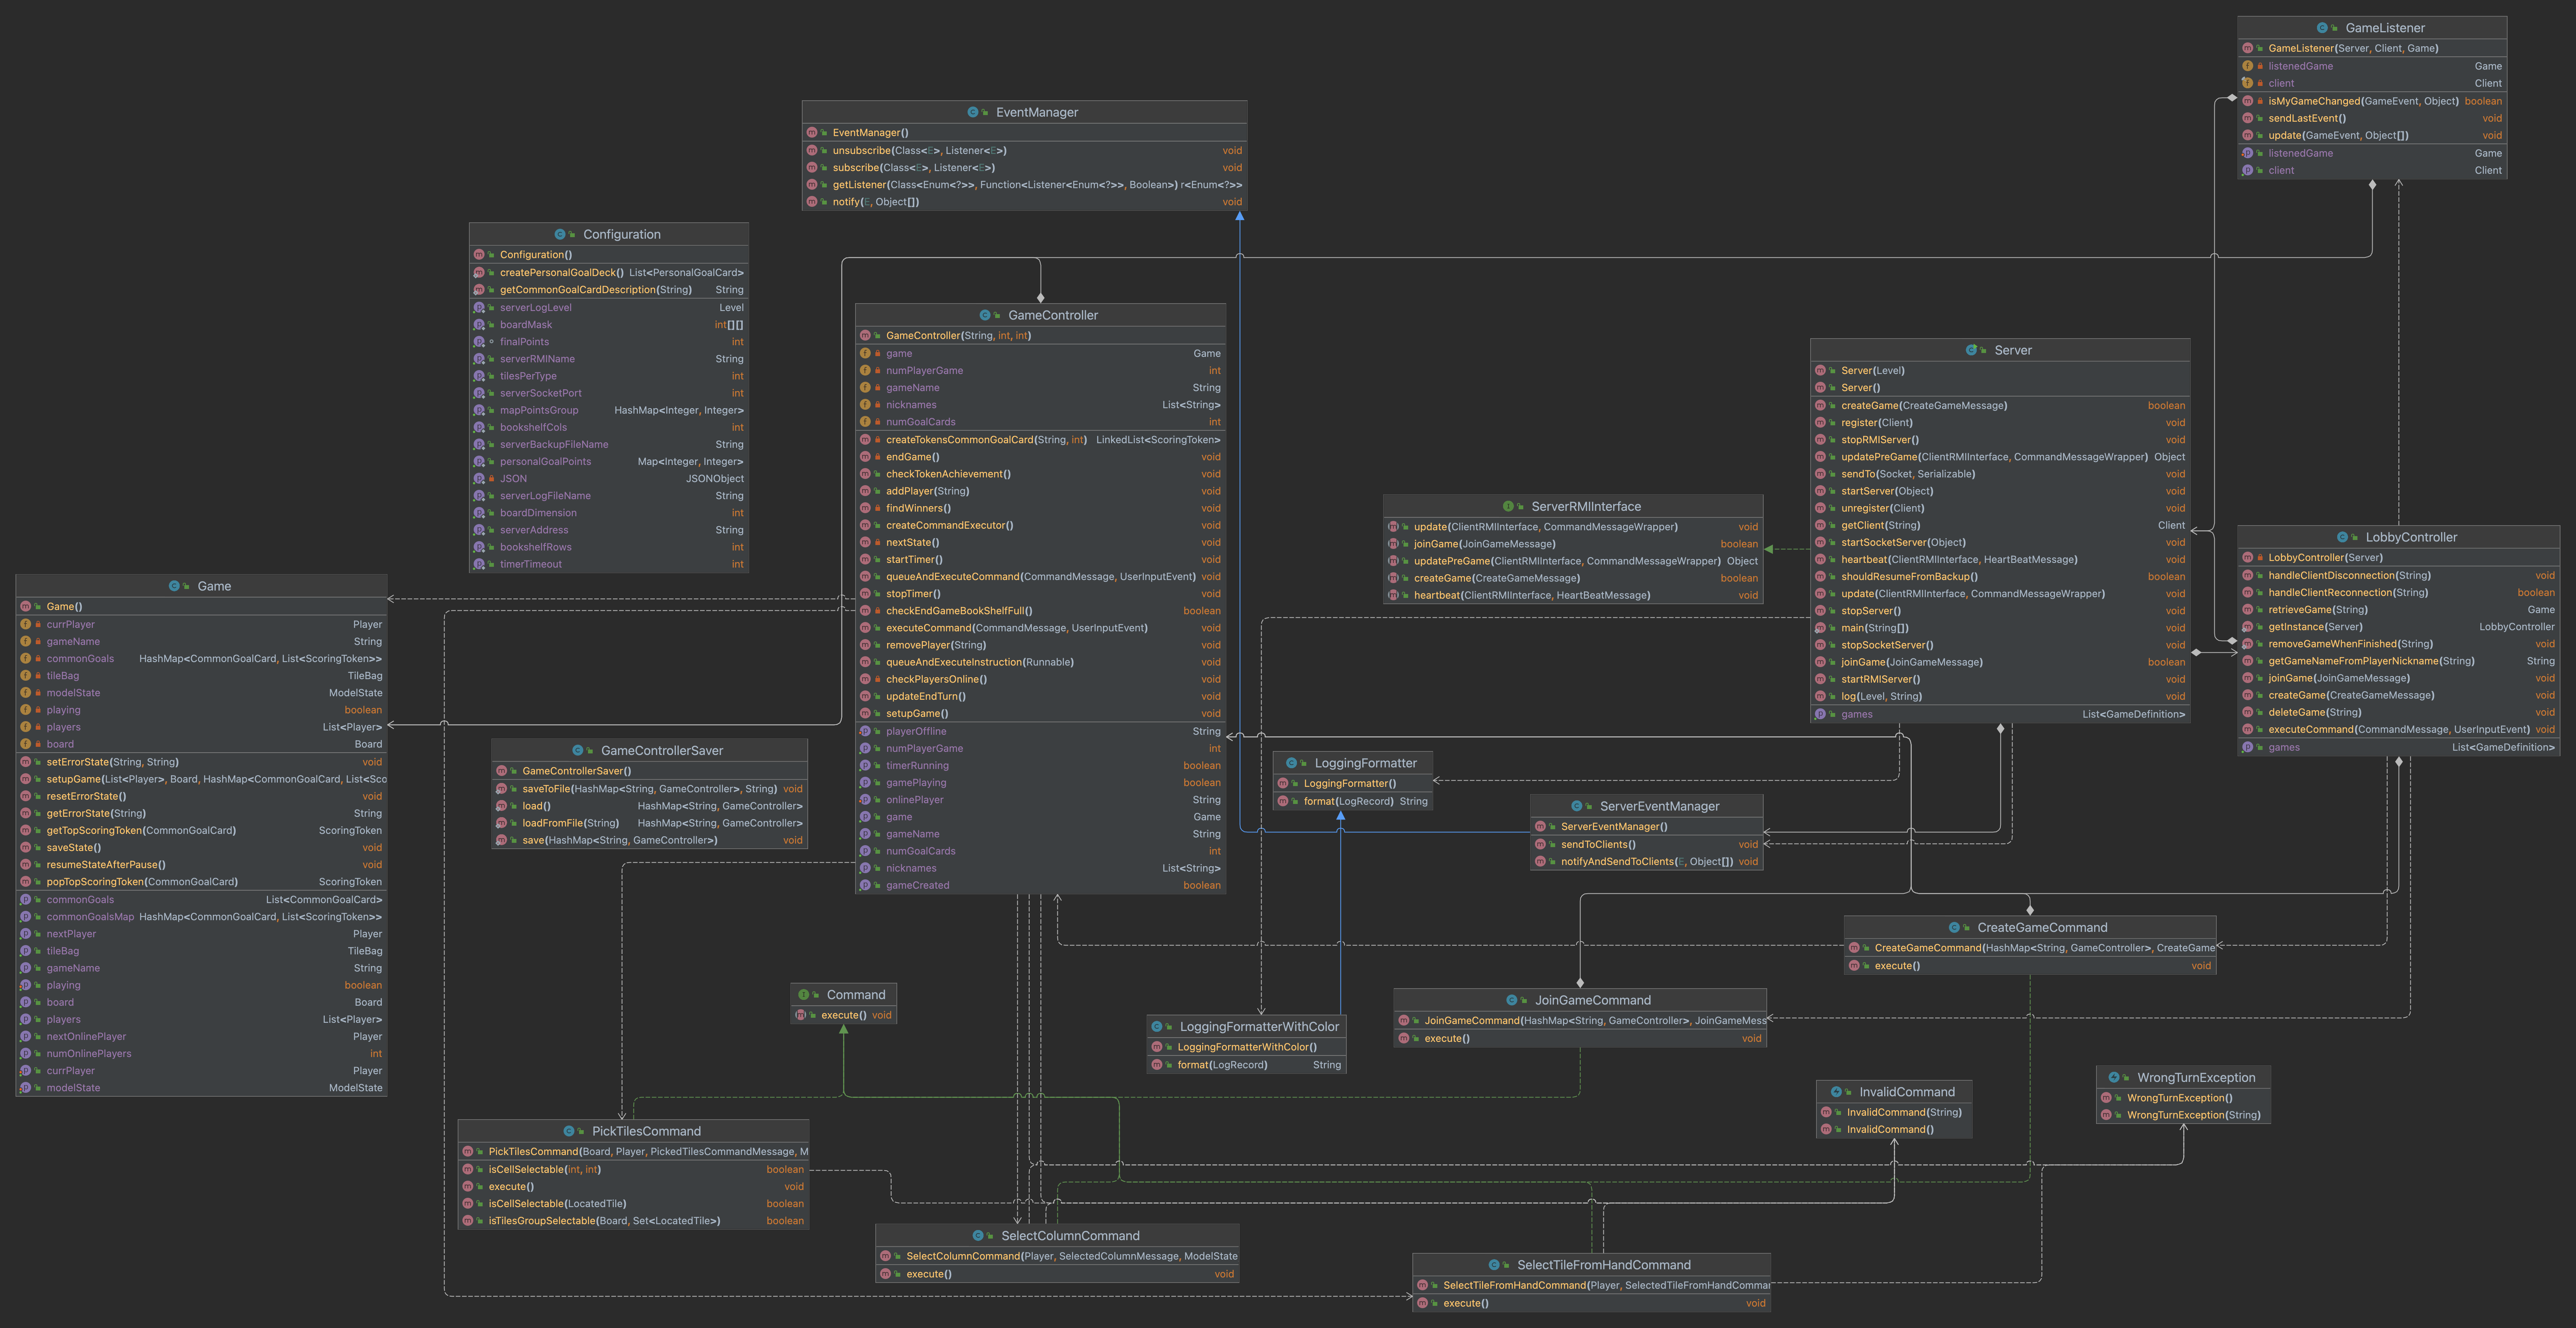 GameListener
GameListener(Server, Client, Game)
listenedGame Game
client Client
isMyGameChanged(GameEvent, Object) boolean
sendLastEvent() void
update(GameEvent, Object[]) void
listenedGame Game
client Client
EventManager
EventManager()
unsubscribe(Class<E>, Listener<E>) void
subscribe(Class<E>, Listener<E>) void
getListener(Class<Enum<?>>, Function<Listener<Enum<?>>, Boolean>) r<Enum<?>>
notify(E, Object[]) void
Configuration
Configuration()
createPersonalGoalDeck() List<PersonalGoalCard>
getCommonGoalCardDescription(String) String
serverLogLevel Level
boardMask int[][]
finalPoints int
serverRMIName String
tilesPerType int
serverSocketPort int
mapPointsGroup HashMap<Integer, Integer>
bookshelfCols int
serverBackupFileName String
personalGoalPoints Map<Integer, Integer>
JSON JSONObject
serverLogFileName String
boardDimension int
serverAddress String
bookshelfRows int
timerTimeout int
GameController
GameController(String, int, int)
game Game
numPlayerGame int
gameName String
nicknames List<String>
numGoalCards int
createTokensCommonGoalCard(String, int) LinkedList<ScoringToken>
endGame() void
checkTokenAchievement() void
addPlayer(String) void
findWinners() void
createCommandExecutor() void
nextState() void
startTimer() void
queueAndExecuteCommand(CommandMessage, UserInputEvent) void
stopTimer() void
checkEndGameBookShelfFull() boolean
executeCommand(CommandMessage, UserInputEvent) void
removePlayer(String) void
queueAndExecuteInstruction(Runnable) void
checkPlayersOnline() void
updateEndTurn() void
setupGame() void
playerOffline String
numPlayerGame int
timerRunning boolean
gamePlaying boolean
onlinePlayer String
game Game
gameName String
numGoalCards int
nicknames List<String>
gameCreated boolean
Server
Server(Level)
Server()
createGame(CreateGameMessage) boolean
register(Client) void
stopRMIServer() void
updatePreGame(ClientRMIInterface, CommandMessageWrapper) Object
sendTo(Socket, Serializable) void
startServer(Object) void
unregister(Client) void
getClient(String) Client
startSocketServer(Object) void
heartbeat(ClientRMIInterface, HeartBeatMessage) void
shouldResumeFromBackup() boolean
update(ClientRMIInterface, CommandMessageWrapper) void
stopServer() void
main(String[]) void
stopSocketServer() void
joinGame(JoinGameMessage) boolean
startRMIServer() void
log(Level, String) void
games List<GameDefinition>
ServerRMIInterface
update(ClientRMIInterface, CommandMessageWrapper) void
joinGame(JoinGameMessage) boolean
updatePreGame(ClientRMIInterface, CommandMessageWrapper) Object
createGame(CreateGameMessage) boolean
heartbeat(ClientRMIInterface, HeartBeatMessage) void
LobbyController
LobbyController(Server)
handleClientDisconnection(String) void
handleClientReconnection(String) boolean
retrieveGame(String) Game
getInstance(Server) LobbyController
removeGameWhenFinished(String) void
getGameNameFromPlayerNickname(String) String
joinGame(JoinGameMessage) void
createGame(CreateGameMessage) void
deleteGame(String) void
executeCommand(CommandMessage, UserInputEvent) void
games List<GameDefinition>
Game
Game()
currPlayer Player
gameName String
commonGoals HashMap<CommonGoalCard, List<ScoringToken>>
tileBag TileBag
modelState ModelState
playing boolean
players List<Player>
board Board
setErrorState(String, String) void
setupGame(List<Player>, Board, HashMap<CommonGoalCard, List<Sco
resetErrorState() void
getErrorState(String) String
getTopScoringToken(CommonGoalCard) ScoringToken
saveState() void
resumeStateAfterPause() void
popTopScoringToken(CommonGoalCard) ScoringToken
commonGoals List<CommonGoalCard>
commonGoalsMap HashMap<CommonGoalCard, List<ScoringToken>>
nextPlayer Player
tileBag TileBag
gameName String
playing boolean
board Board
players List<Player>
nextOnlinePlayer Player
numOnlinePlayers int
currPlayer Player
modelState ModelState
GameControllerSaver
GameControllerSaver()
saveToFile(HashMap<String, GameController>, String) void
load() HashMap<String, GameController>
loadFromFile(String) HashMap<String, GameController>
save(HashMap<String, GameController>) void
LoggingFormatter
LoggingFormatter()
format(LogRecord) String
ServerEventManager
ServerEventManager()
sendToClients() void
notifyAndSendToClients(E, Object[]) void
CreateGameCommand
CreateGameCommand(HashMap<String, GameController>, CreateGame
execute() void
Command
execute() void
JoinGameCommand
JoinGameCommand(HashMap<String, GameController>, JoinGameMess
execute() void
LoggingFormatterWithColor
LoggingFormatterWithColor()
format(LogRecord) String
InvalidCommand
InvalidCommand(String)
InvalidCommand()
WrongTurnException
WrongTurnException()
WrongTurnException(String)
PickTilesCommand
PickTilesCommand(Board, Player, PickedTilesCommandMessage, M
isCellSelectable(int, int) boolean
execute() void
isCellSelectable(LocatedTile) boolean
isTilesGroupSelectable(Board, Set<LocatedTile>) boolean
SelectColumnCommand
SelectColumnCommand(Player, SelectedColumnMessage, ModelState
execute() void
SelectTileFromHandCommand
SelectTileFromHandCommand(Player, SelectedTileFromHandComma
execute() void